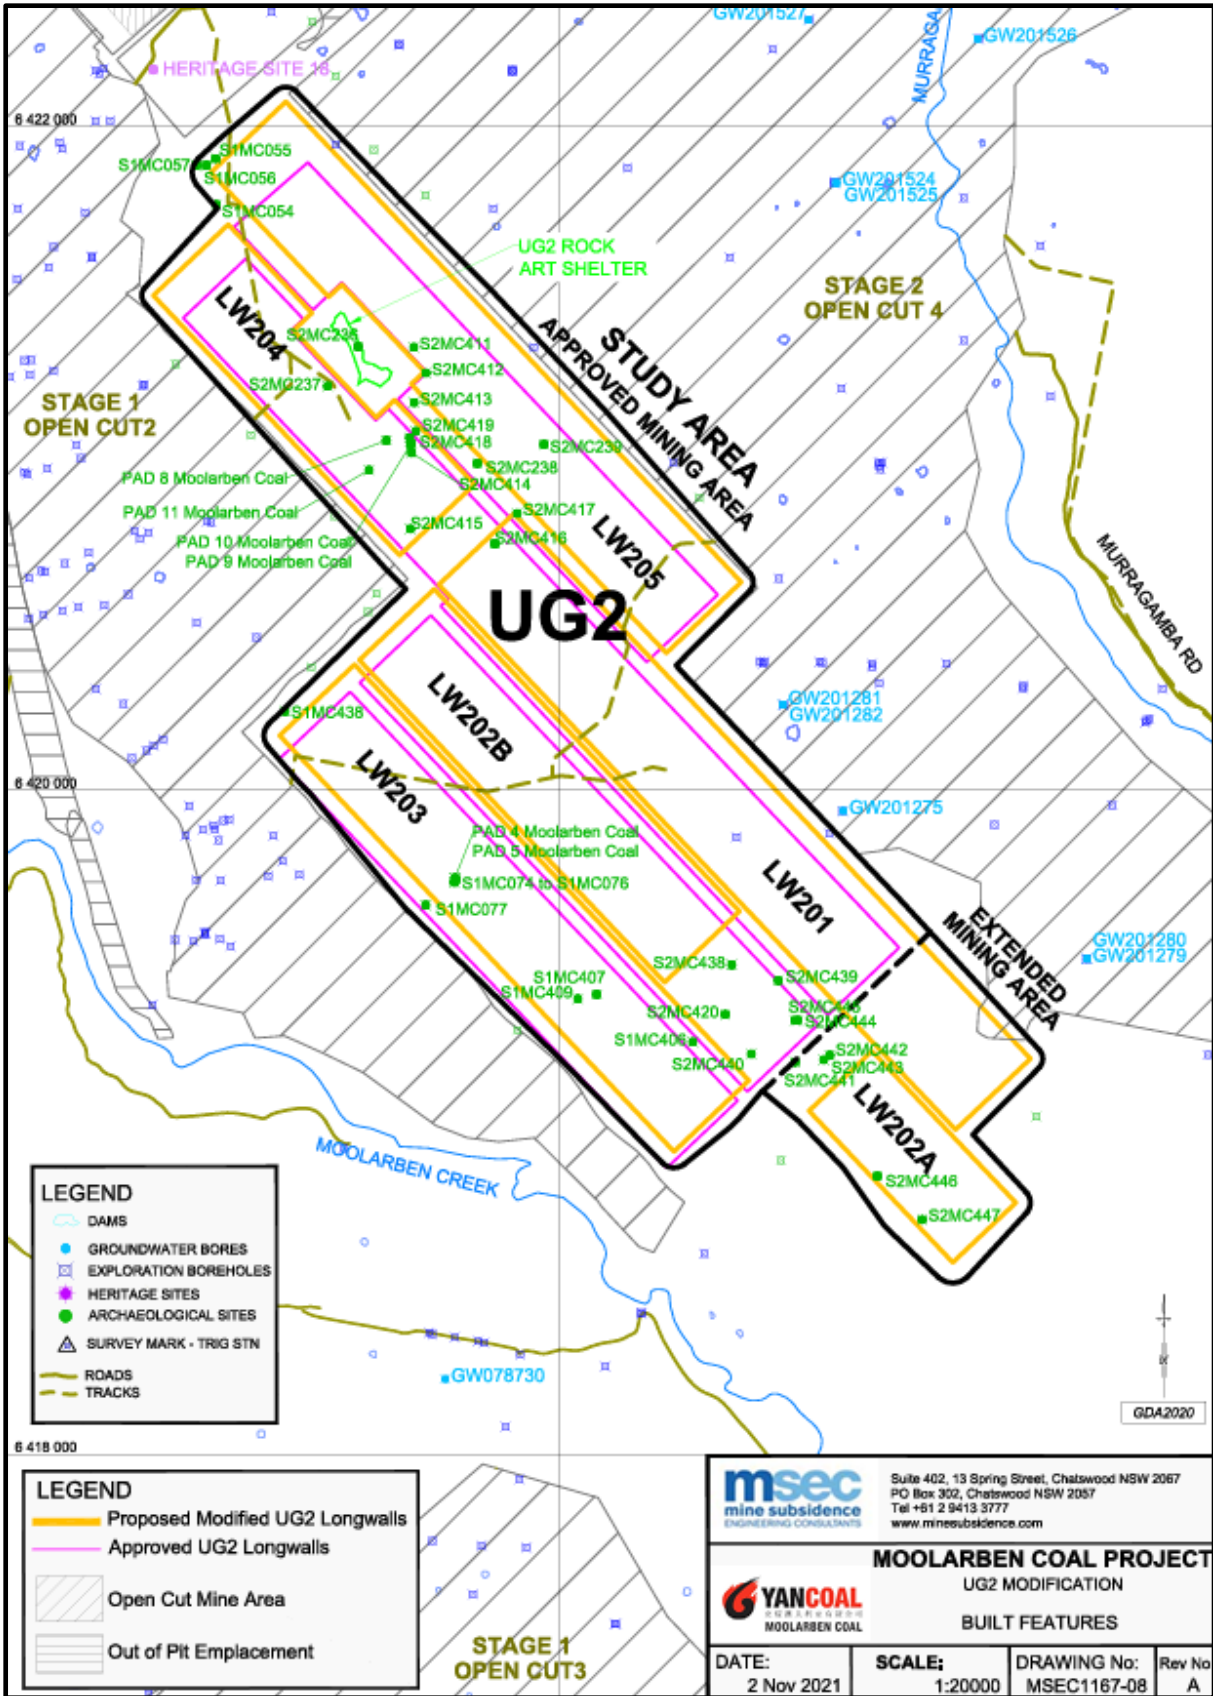 GW201527
GW201526
MURRAGA
HERITAGE SITE 18
6 422 000
S1MC055
S1MC057
S1MC056
S1MC054
GW201524
GW201525
UG2 ROCK
ART SHELTER
STAGE 2
OPEN CUT 4
LW204
S2MC236
S2MC411
S2MC412
S2MC237
S2MC413
STUDY AREA
APPROVED MINING AREA
STAGE 1
OPEN CUT2
S2MC419
S2MC418
S2MC239
S2MC238
S2MC414
PAD 8 Moolarben Coal
PAD 11 Moolarben Coal
S2MC417
S2MC415
S2MC416
PAD 10 Moolarben Coal
PAD 9 Moolarben Coal
LW205
MURRAGAMBA RD
UG2
LW202B
S1MC438
GW201281
GW201282
LW203
6 420 000
GW201275
PAD 4 Moolarben Coal
PAD 5 Moolarben Coal
S1MC074 to S1MC076
S1MC077
LW201
EXTENDED
MINING AREA
GW201280
GW201279
S2MC438
S2MC439
S1MC407
S1MC409
S2MC420
S2MC444
S1MC406
S2MC440
S2MC442
S2MC443
S2MC441
LW202A
S2MC446
S2MC447
MOOLARBEN CREEK
LEGEND
DAMS
GROUNDWATER BORES
EXPLORATION BOREHOLES
HERITAGE SITES
ARCHAEOLOGICAL SITES
SURVEY MARK - TRIG STN
ROADS
TRACKS
GW078730
GDA2020
6 418 000
LEGEND
Proposed Modified UG2 Longwalls
Approved UG2 Longwalls
Open Cut Mine Area
Out of Pit Emplacement
STAGE 1
OPEN CUT3
msec
mine subsidence
ENGINEERING CONSULTANTS
Suite 402, 13 Spring Street, Chatswood NSW 2067
PO Box 302, Chatswood NSW 2057
Tel +61 2 9413 3777
www.minesubsidence.com
YANCOAL
MOOLARBEN COAL
MOOLARBEN COAL PROJECT
UG2 MODIFICATION
BUILT FEATURES
DATE:
2 Nov 2021
SCALE:
1:20000
DRAWING No:
MSEC1167-08
Rev No
A